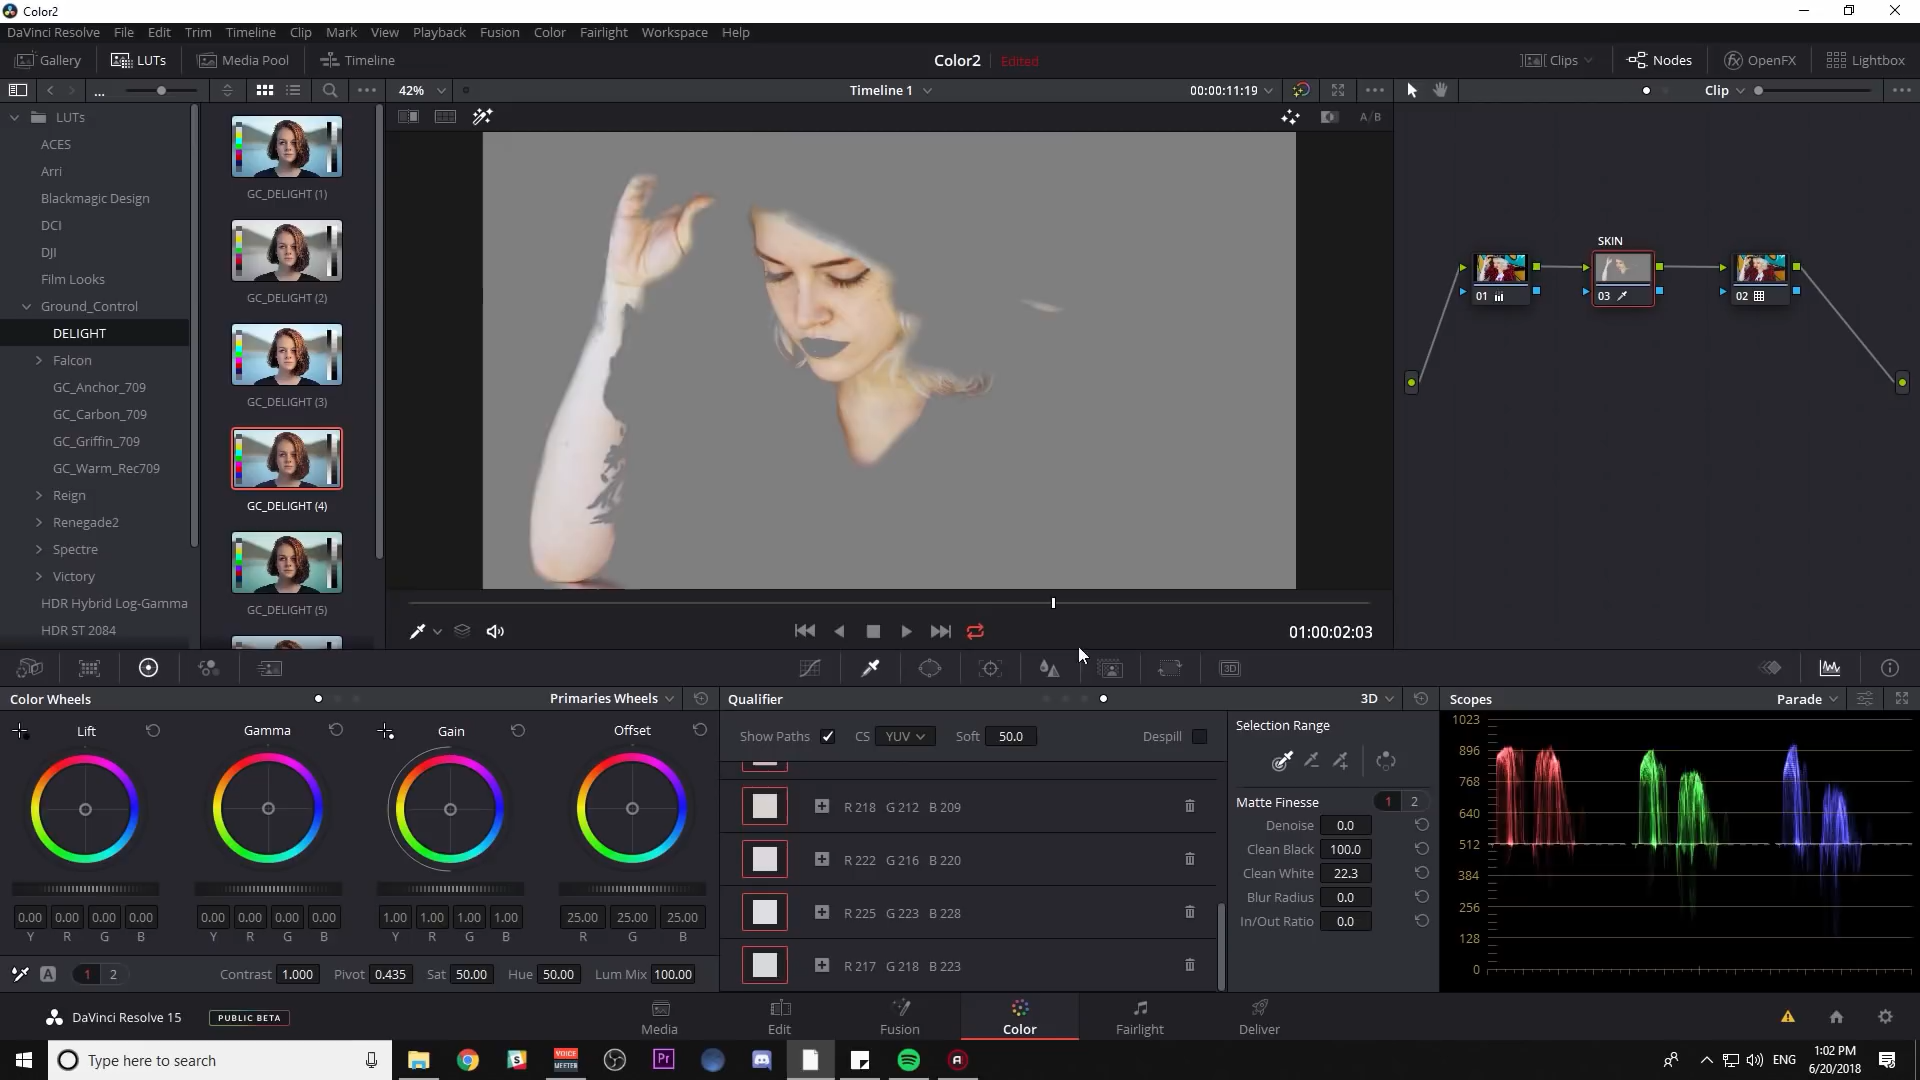 Color2
DaVinci Resolve File Edit Trim Timeline Clip Mark View Playback Fusion Color Fairlight Workspace Help
Gallery LUTs Media Pool Timeline Color2 Edited Clips Nodes OpenFX Lightbox
... 42% Timeline 1 00:00:11:19 Clip
A/B
LUTs
ACES
Arri
Blackmagic Design
DCI
DJI
Film Looks
Ground_Control
DELIGHT
Falcon
GC_Anchor_709
GC_Carbon_709
GC_Griffin_709
GC_Warm_Rec709
Reign
Renegade2
Spectre
Victory
HDR Hybrid Log-Gamma
HDR ST 2084
GC_DELIGHT (1)
GC_DELIGHT (2)
GC_DELIGHT (3)
GC_DELIGHT (4)
GC_DELIGHT (5)
SKIN
01 03 02
01:00:02:03
3D
Color Wheels Primaries Wheels
Lift Gamma Gain Offset
0.00 0.00 0.00 0.00 0.00 0.00 0.00 0.00 1.00 1.00 1.00 1.00 25.00 25.00 25.00
Y R G B Y R G B Y R G B R G B
A 1 2 Contrast 1.000 Pivot 0.435 Sat 50.00 Hue 50.00 Lum Mix 100.00
Qualifier 3D
Show Paths CS YUV Soft 50.0 Despill
R 218 G 212 B 209
R 222 G 216 B 220
R 225 G 223 B 228
R 217 G 218 B 223
Selection Range
Matte Finesse 1 2
Denoise 0.0
Clean Black 100.0
Clean White 22.3
Blur Radius 0.0
In/Out Ratio 0.0
Scopes Parade
1023
896
768
640
512
384
256
128
0
DaVinci Resolve 15 PUBLIC BETA
Media Edit Fusion Color Fairlight Deliver
Type here to search
VOICE
MEETER
Pr
ENG
1:02 PM
6/20/2018